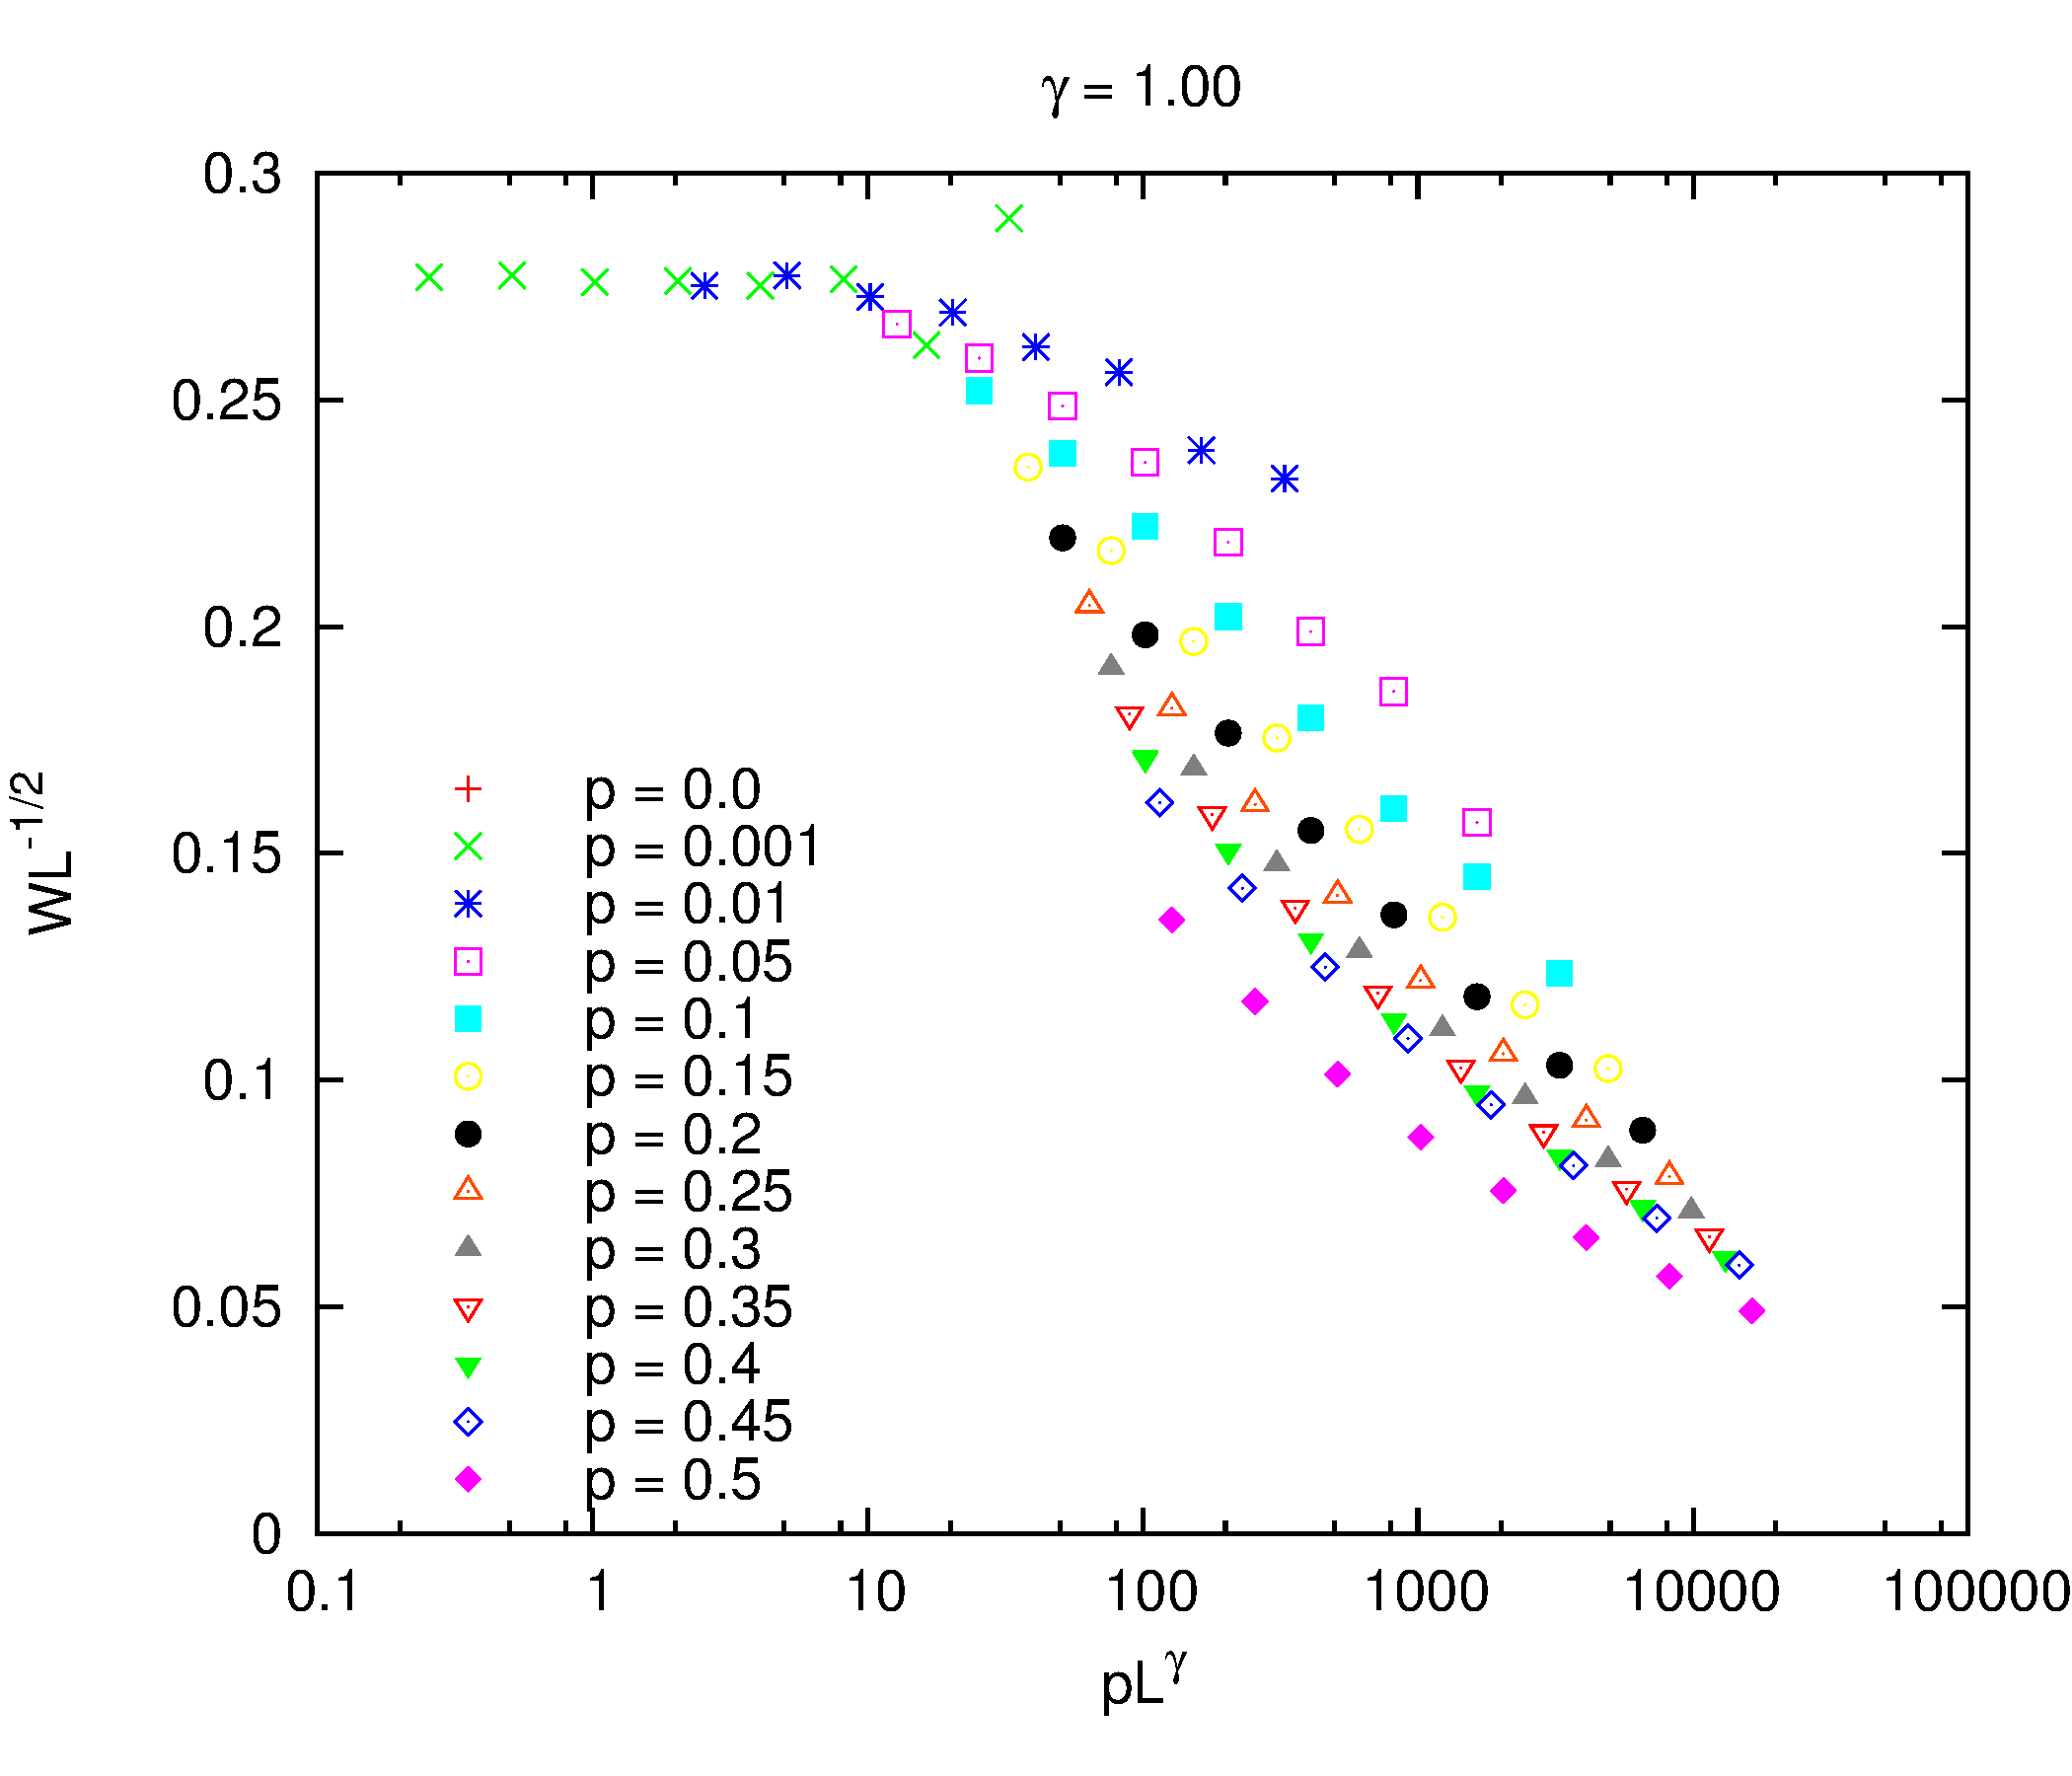 γ = 1.00
0.3
0.25
0.2
0.15
0.1
0.05
0
WL^-1/2
p = 0.0
p = 0.001
p = 0.01
p = 0.05
p = 0.1
p = 0.15
p = 0.2
p = 0.25
p = 0.3
p = 0.35
p = 0.4
p = 0.45
p = 0.5
0.1 1 10 100 1000 10000 100000
pL^γ